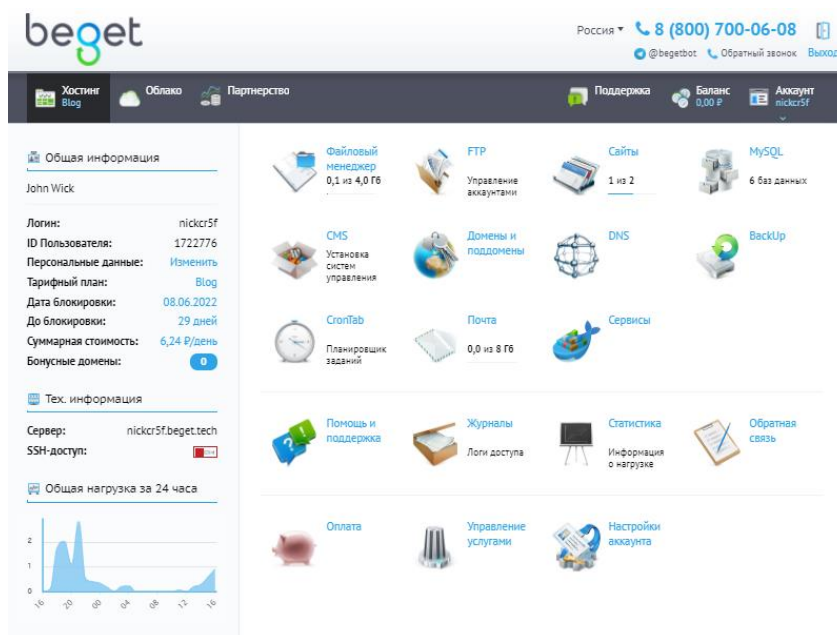 beget
Россия
8 (800) 700-06-08
@begetbot
Обратный звонок
Выход
Хостинг
Blog
Облако
Партнерство
Поддержка
Баланс
0,00 ₽
Аккаунт
nickcr5f
Общая информация
John Wick
Логин: nickcr5f
ID Пользователя: 1722776
Персональные данные: Изменить
Тарифный план: Blog
Дата блокировки: 08.06.2022
До блокировки: 29 дней
Суммарная стоимость: 6,24 ₽/день
Бонусные домены: 0
Тех. информация
Сервер: nickcr5f.beget.tech
SSH-доступ:
Общая нагрузка за 24 часа
2
1
0
16 20 00 04 08 12 16
Файловый
менеджер
0,1 из 4,0 Гб
FTP
Управление
аккаунтами
Сайты
1 из 2
MySQL
6 баз данных
CMS
Установка
систем
управления
Домены и
поддомены
DNS
BackUp
CronTab
Планировщик
заданий
Почта
0,0 из 8 Гб
Сервисы
Помощь и
поддержка
Журналы
Логи доступа
Статистика
Информация
о нагрузке
Обратная
связь
Оплата
Управление
услугами
Настройки
аккаунта